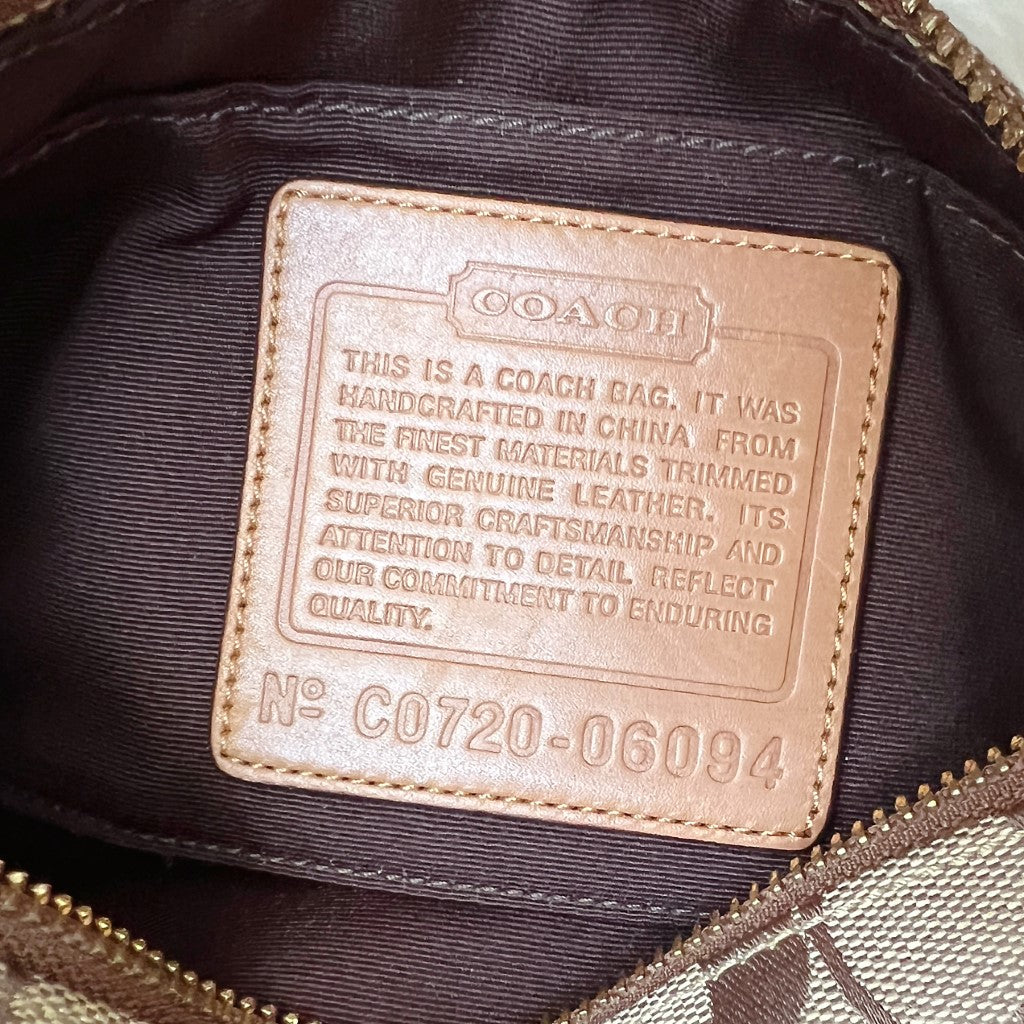 COACH
THIS IS A COACH BAG. IT WAS
HANDCRAFTED IN CHINA FROM
THE FINEST MATERIALS TRIMMED
WITH GENUINE LEATHER. ITS
SUPERIOR CRAFTSMANSHIP AND
ATTENTION TO DETAIL REFLECT
OUR COMMITMENT TO ENDURING
QUALITY.
Nº C0720-06094